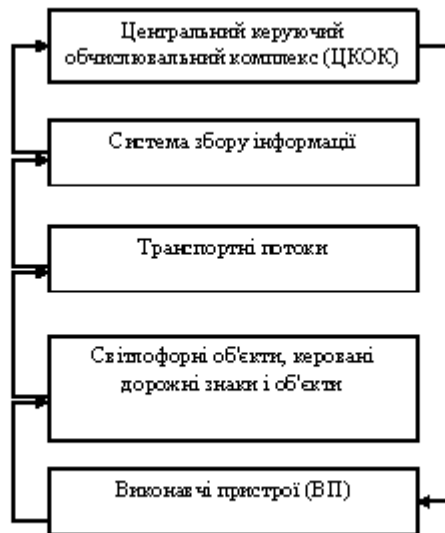 Центральний керуючий
обчислювальний комплекс (ЦКОК)
Система збору інформації
Транспортні потоки
Світлофорні об'єкти, керовані
дорожні знаки і об'єкти
Виконавчі пристрої (ВП)